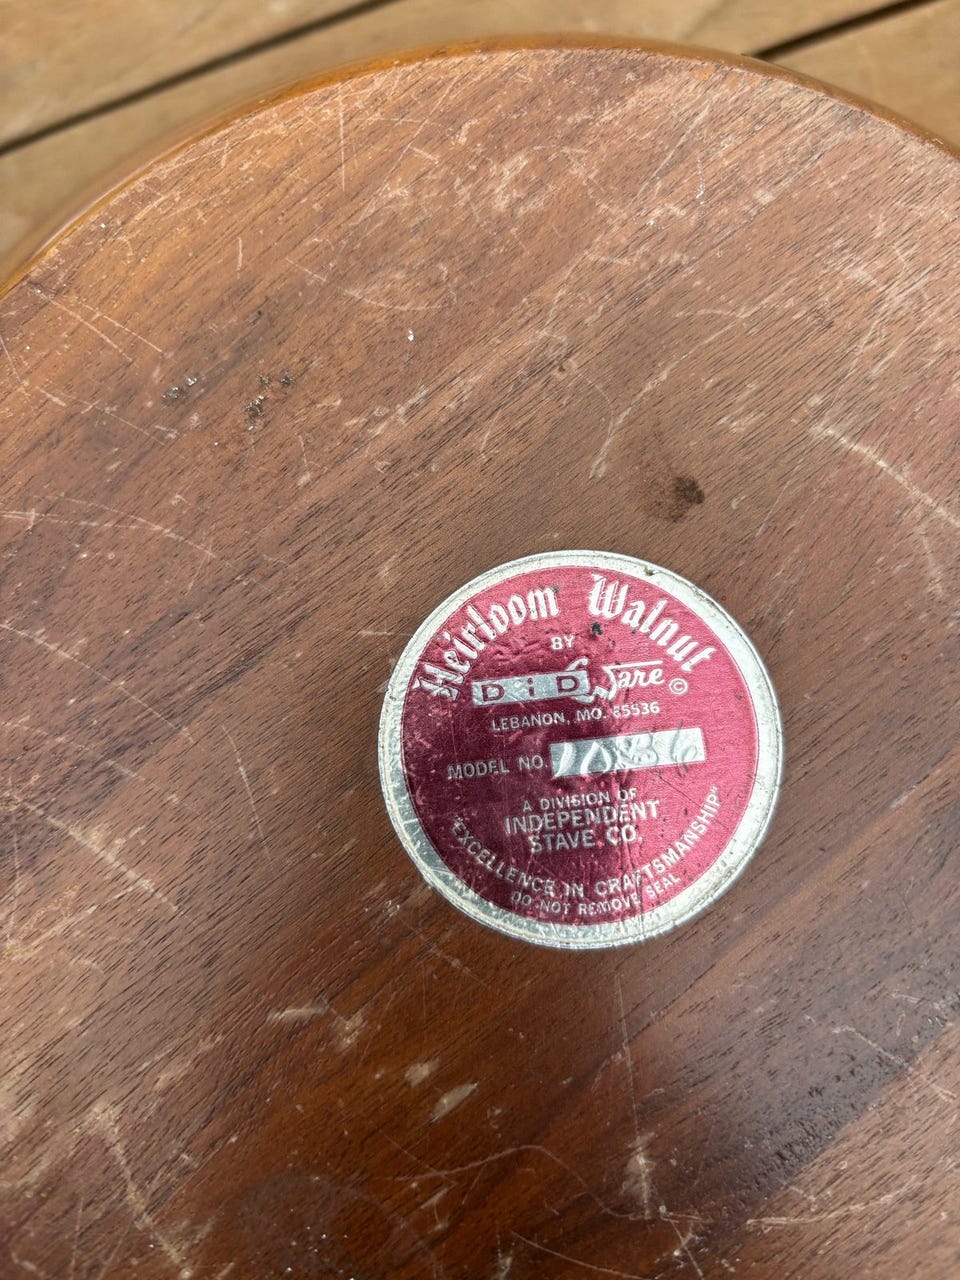 Heirloom Walnut
BY
DiD Ware ©
LEBANON, MO. 65536
MODEL NO. 1086
A DIVISION OF
INDEPENDENT
STAVE CO.
"EXCELLENCE IN CRAFTSMANSHIP"
DO NOT REMOVE SEAL